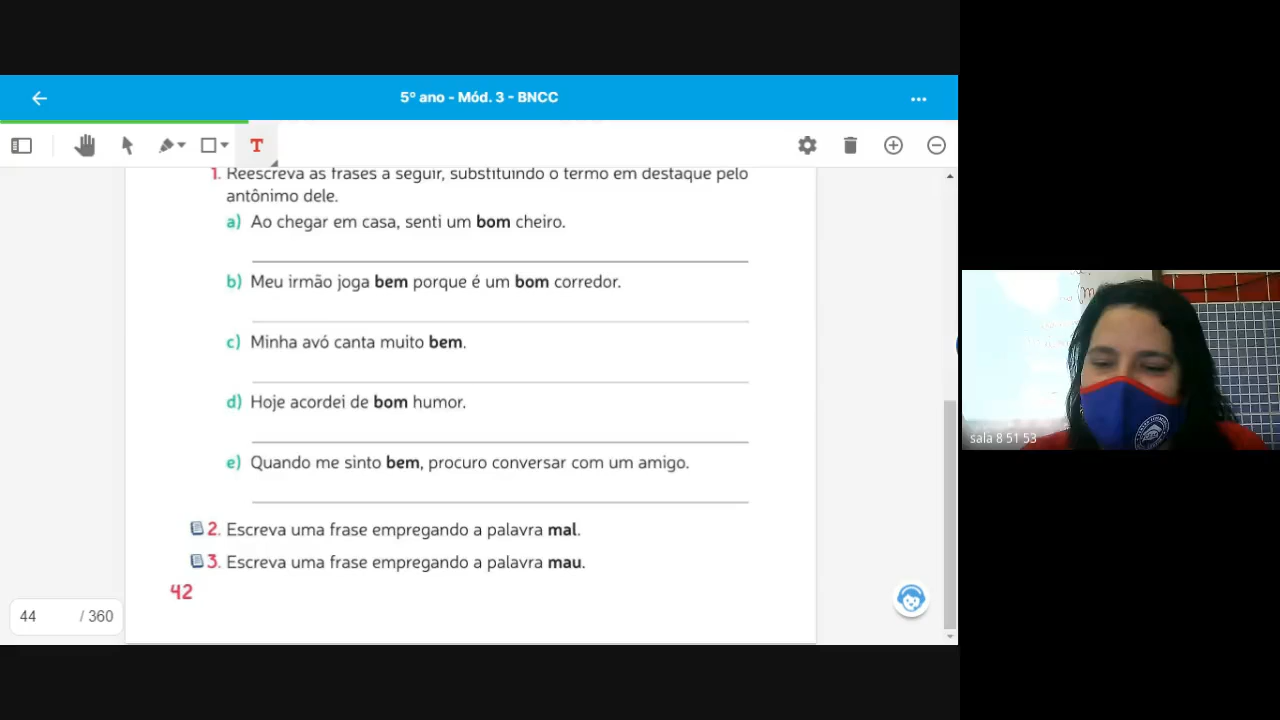 5º ano - Mód. 3 - BNCC
T
1. Reescreva as frases a seguir, substituindo o termo em destaque pelo
antônimo dele.
a) Ao chegar em casa, senti um bom cheiro.
b) Meu irmão joga bem porque é um bom corredor.
c) Minha avó canta muito bem.
d) Hoje acordei de bom humor.
e) Quando me sinto bem, procuro conversar com um amigo.
2. Escreva uma frase empregando a palavra mal.
3. Escreva uma frase empregando a palavra mau.
42
44 / 360
sala 8 51 53